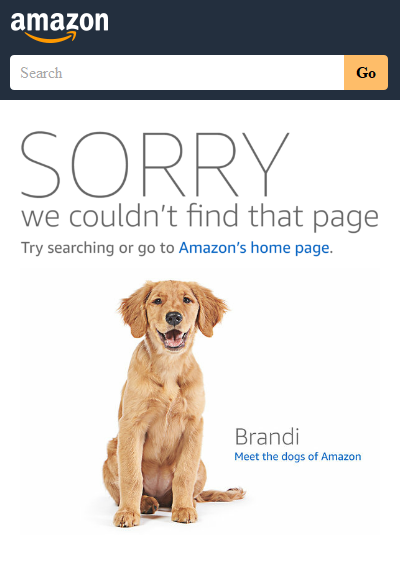 amazon
Search
Go
SORRY
we couldn't find that page
Try searching or go to Amazon's home page.
Brandi
Meet the dogs of Amazon